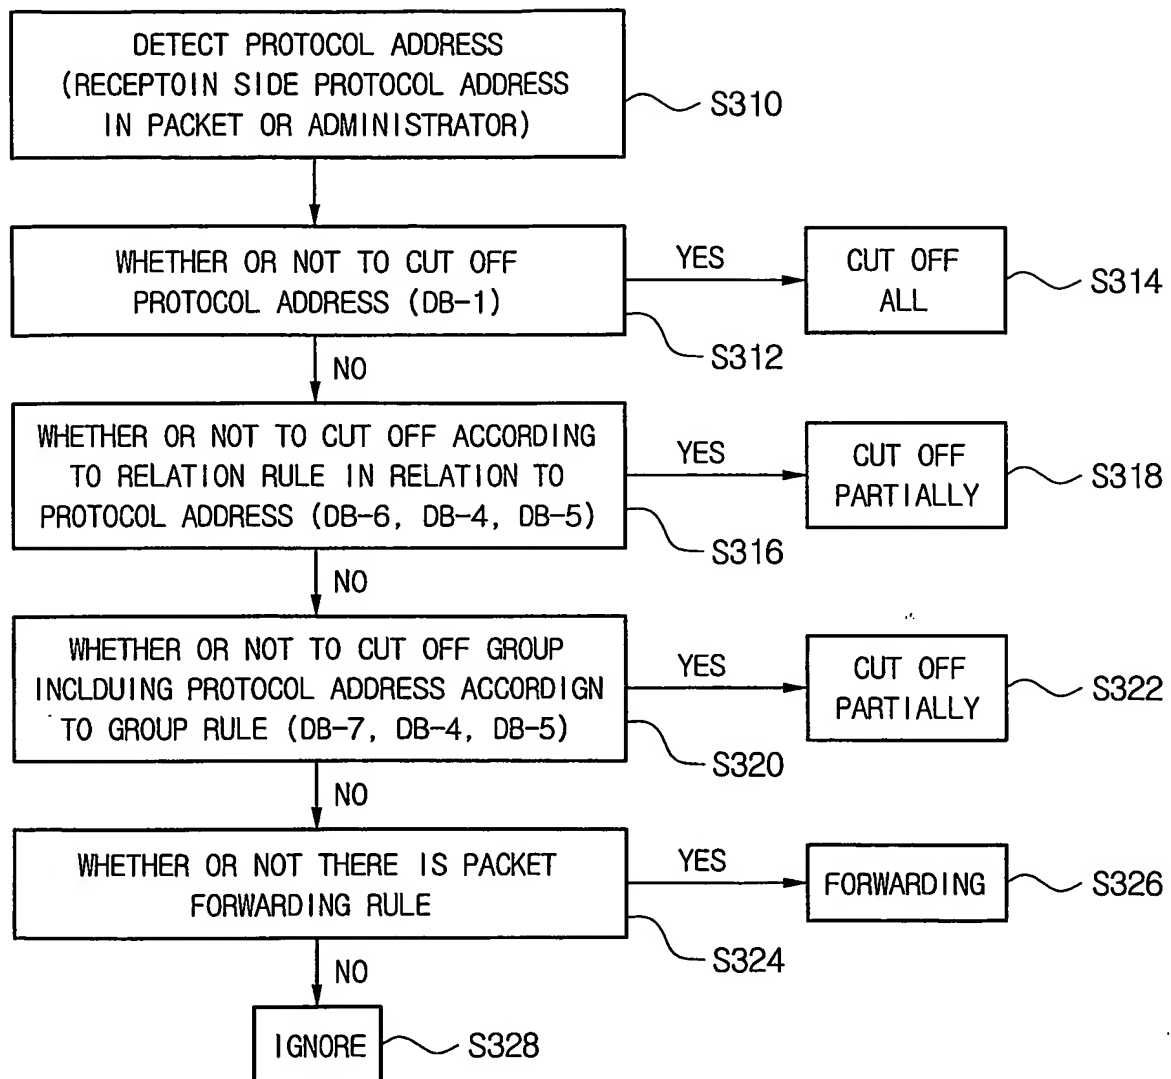 DETECT PROTOCOL ADDRESS
(RECEPTOIN SIDE PROTOCOL ADDRESS
IN PACKET OR ADMINISTRATOR)
S310
WHETHER OR NOT TO CUT OFF
PROTOCOL ADDRESS (DB-1)
S312
YES
CUT OFF
ALL
S314
NO
WHETHER OR NOT TO CUT OFF ACCORDING
TO RELATION RULE IN RELATION TO
PROTOCOL ADDRESS (DB-6, DB-4, DB-5)
S316
YES
CUT OFF
PARTIALLY
S318
NO
WHETHER OR NOT TO CUT OFF GROUP
INCLDUING PROTOCOL ADDRESS ACCORDIGN
TO GROUP RULE (DB-7, DB-4, DB-5)
S320
YES
CUT OFF
PARTIALLY
S322
NO
WHETHER OR NOT THERE IS PACKET
FORWARDING RULE
S324
YES
FORWARDING
S326
NO
IGNORE
S328